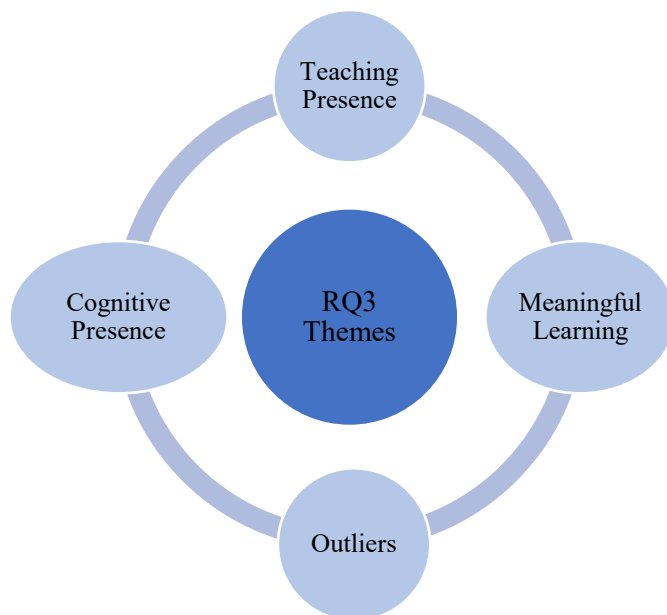 Teaching
Presence
Cognitive
Presence
RQ3
Themes
Meaningful
Learning
Outliers